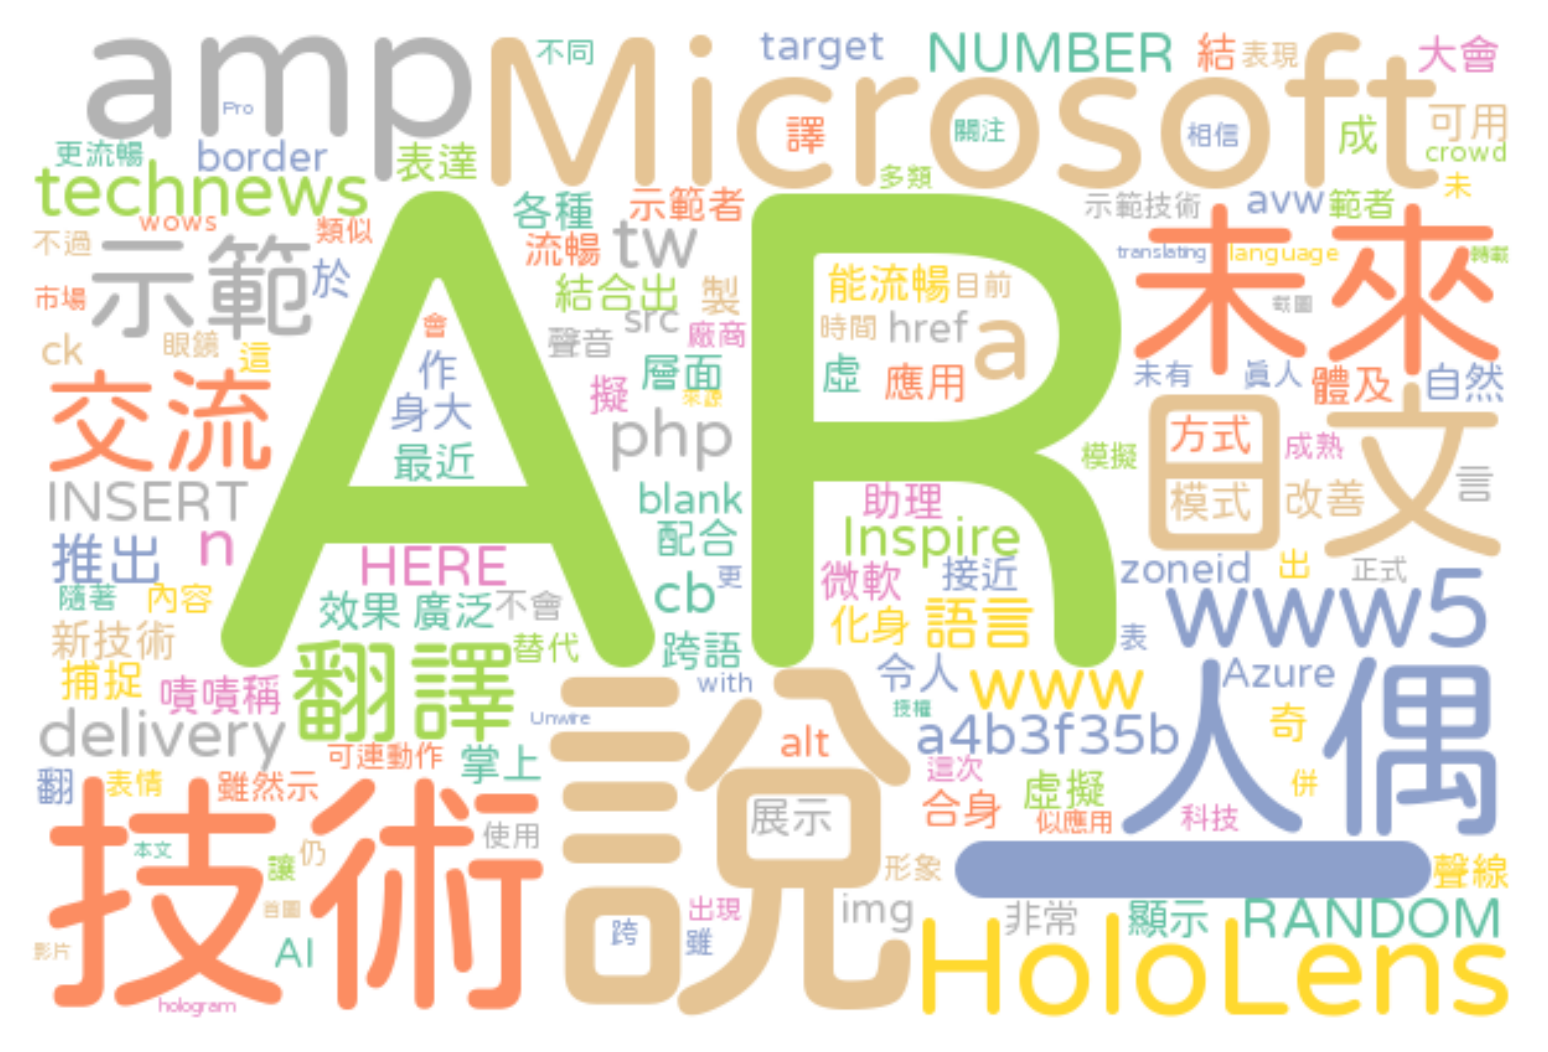 amp
Microsoft
不同
target
NUMBER
結
表現
大會
Pro
譯
關注
相信
成
可用
crowd
更流暢
border
表達
technews
多類
未
wows
類似
各種
示範者
示範技術
avw
範者
不過
示範
於
流暢
tw
AR
能流暢
目前
translating
language
轉載
未來
市場
結合出
製
src
廠商
時間
href
a
截圖
ck
眼鏡
這
會
聲音
層面
虛
應用
未有
眞人
體及
自然
交流
作
身大
擬
來源
php
日文
方式
成熟
最近
模擬
言
INSERT
blank
助理
模式
改善
推出
n
HERE
配合
Inspire
微軟
接近
zoneid
出
正式
隨著
內容
效果
廣泛
不會
cb
更
化身
語言
表
www5
新技術
翻譯
替代
跨語
捕捉
嘖嘖稱
with
令人
www
Azure
人偶
delivery
Unwire
授權
a4b3f35b
奇
可連動作
掌上
說
alt
這次
翻
表情
雖然示
虛擬
併
技術
展示
合身
似應用
科技
使用
本文
讓
仍
形象
一
聲線
首圖
跨
出現
雖
img
非常
顯示
RANDOM
影片
AI
HoloLens
hologram